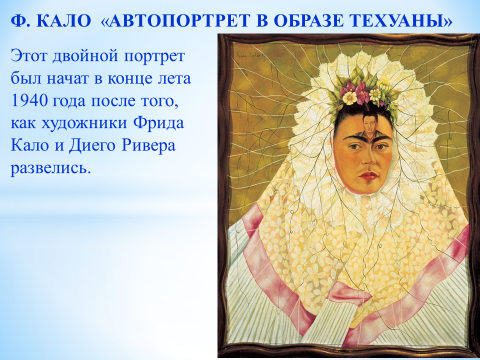 Ф. КАЛО «АВТОПОРТРЕТ В ОБРАЗЕ ТЕХУАНЫ»
Этот двойной портрет
был начат в конце лета
1940 года после того,
как художники Фрида
Кало и Диего Ривера
развелись.